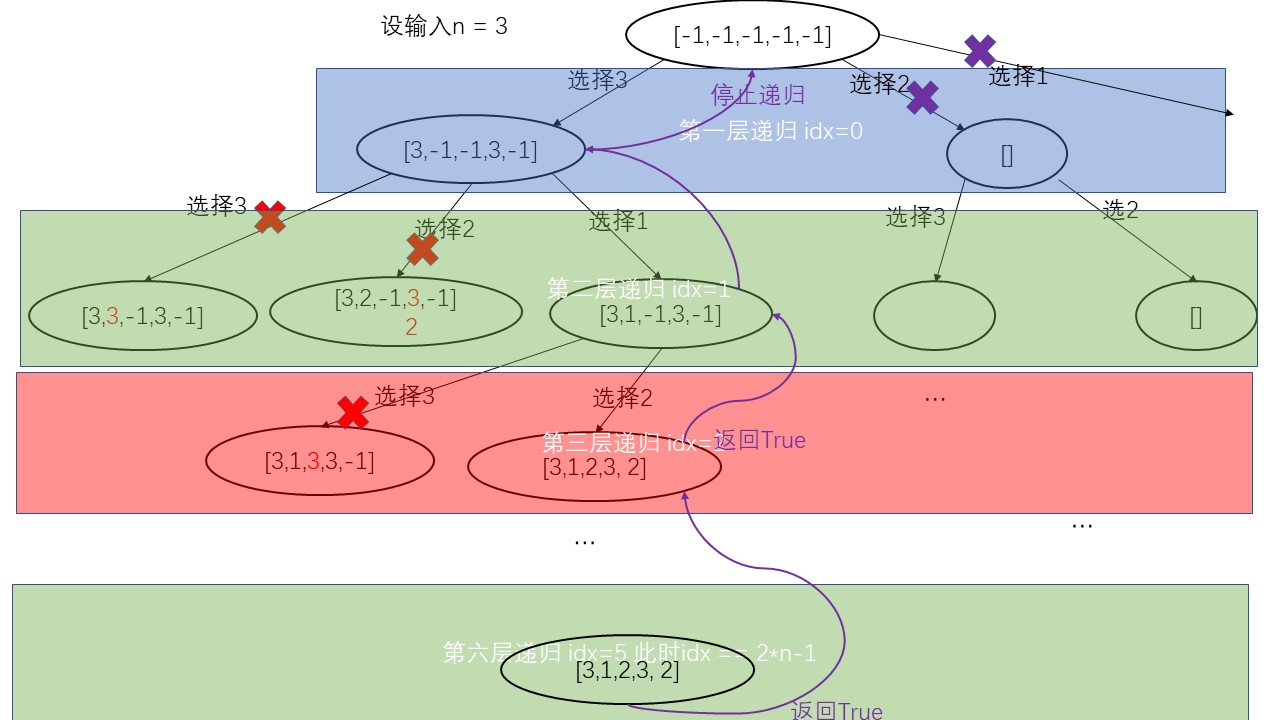 设输入n = 3
[-1,-1,-1,-1,-1]
选择3
停止递归
选择2
选择1
第一层递归 idx=0
[3,-1,-1,3,-1]
[]
选择3
选择2
选择1
选择3
选2
第二层递归 idx=1
[3,3,-1,3,-1]
[3,2,-1,3,-1]
2
[3,1,-1,3,-1]
[]
选择3
选择2
...
第三层递归 idx=2
返回True
[3,1,3,3,-1]
[3,1,2,3, 2]
...
...
第六层递归 idx=5 此时idx == 2*n-1
[3,1,2,3, 2]
返回True